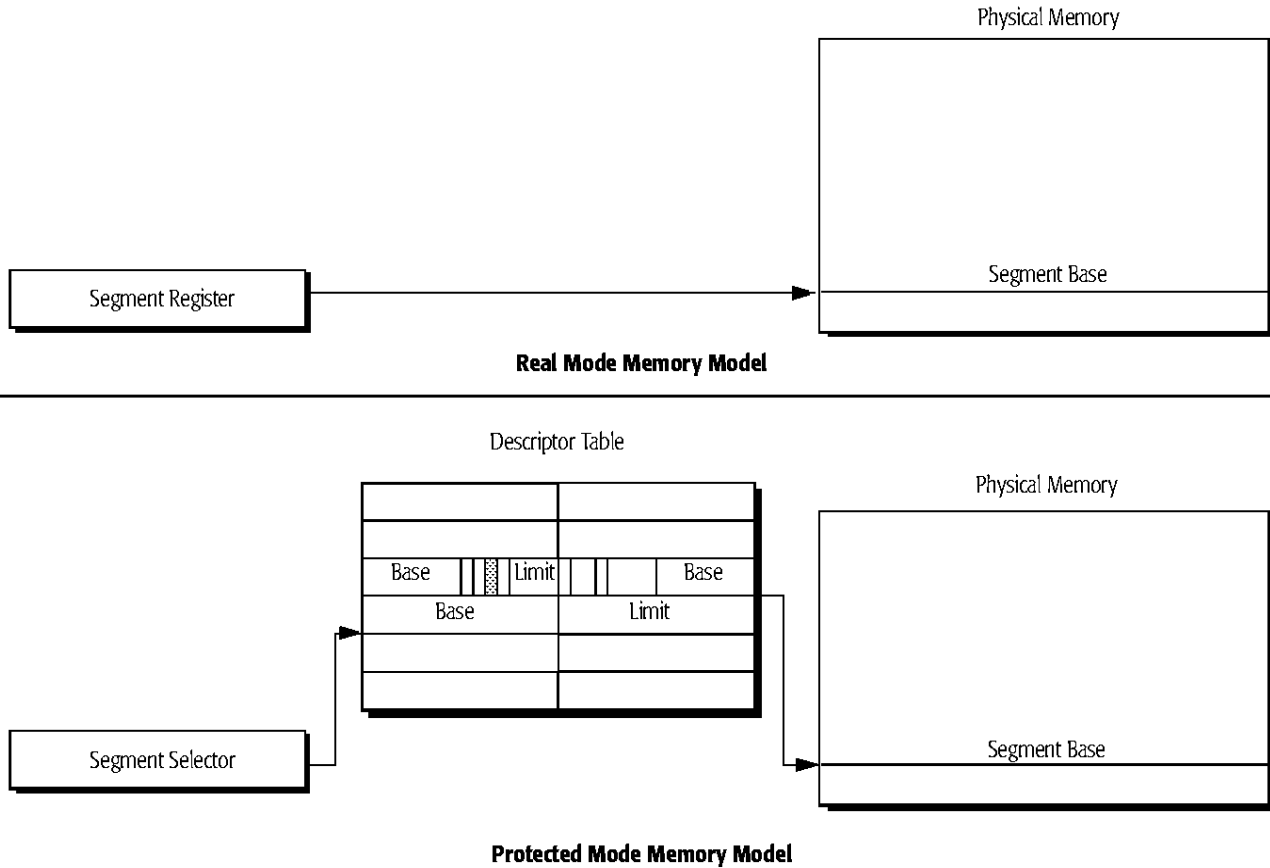 Physical Memory
Segment Base
Segment Register
Real Mode Memory Model
Descriptor Table
Physical Memory
Base Limit Base
Base Limit
Segment Base
Segment Selector
Protected Mode Memory Model